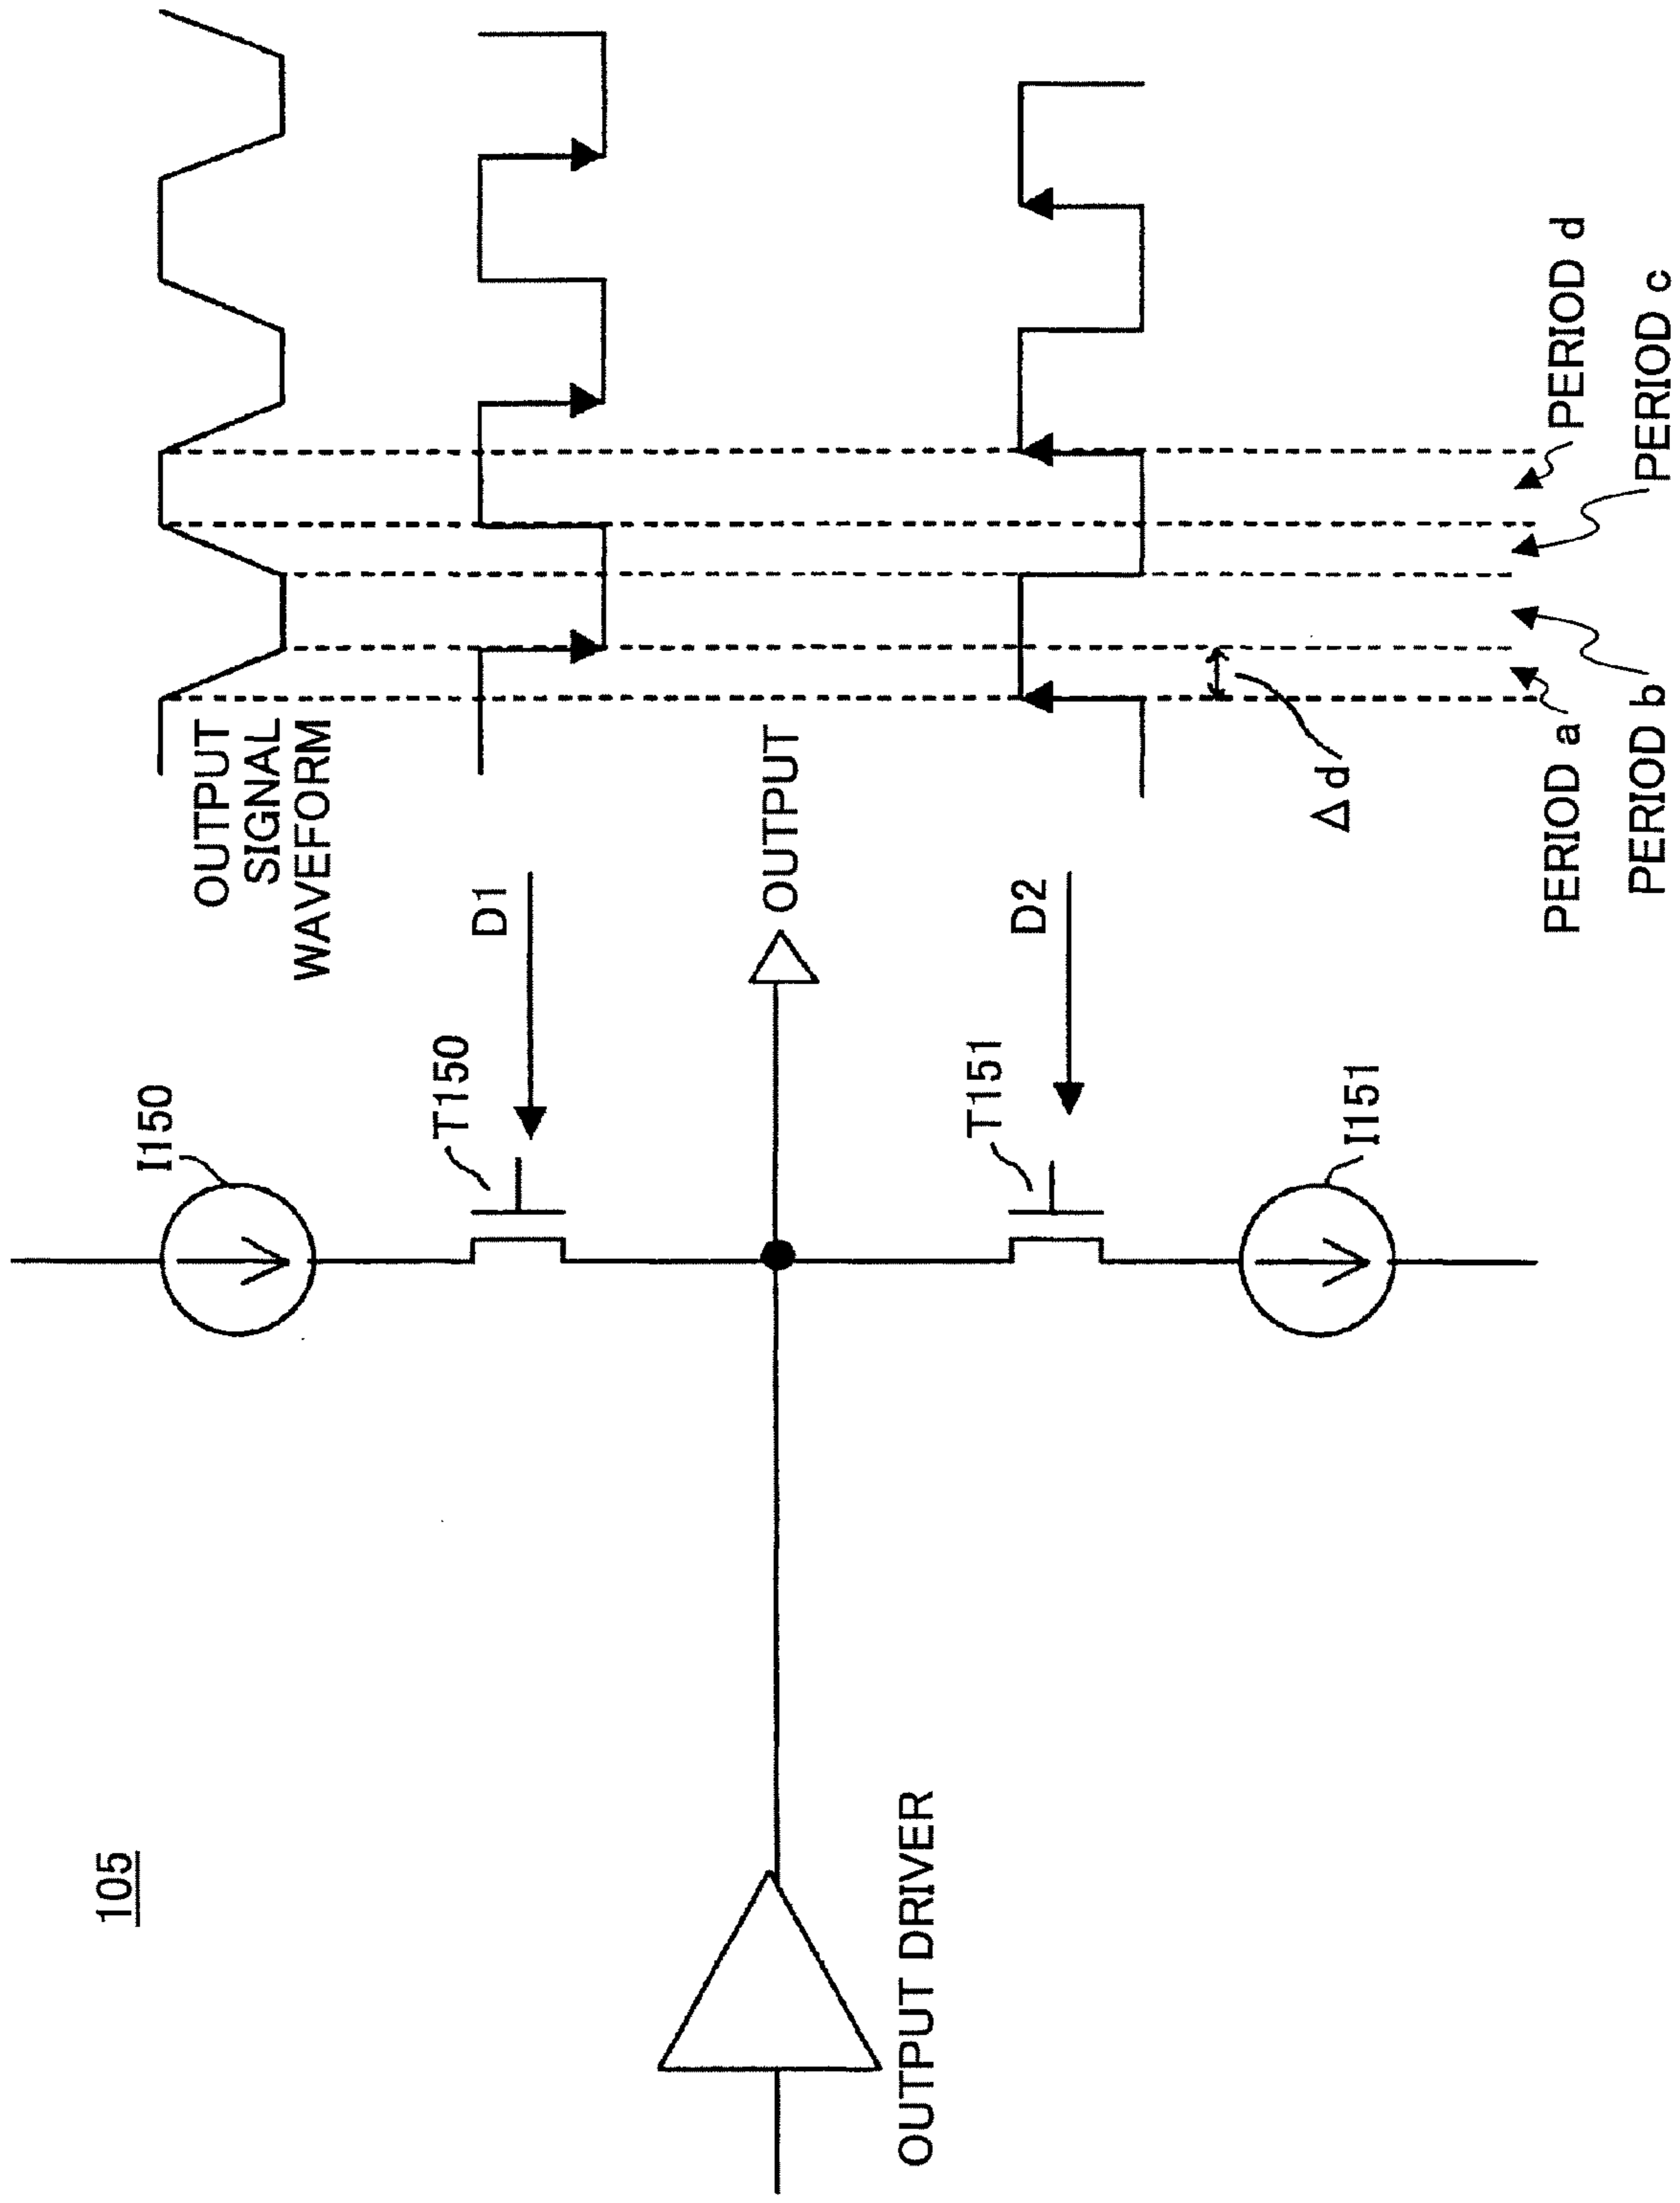 105
I150
T150
D1
OUTPUT
SIGNAL
WAVEFORM
OUTPUT DRIVER
OUTPUT
T151
D2
I151
Δd
PERIOD a
PERIOD b
PERIOD c
PERIOD d